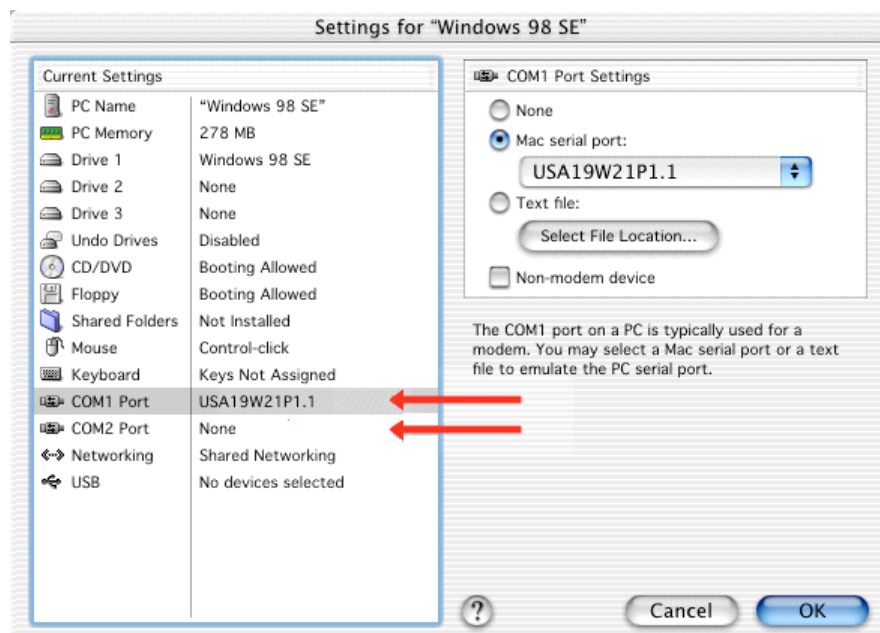 Settings for “Windows 98 SE”
Current Settings
PC Name “Windows 98 SE”
PC Memory 278 MB
Drive 1 Windows 98 SE
Drive 2 None
Drive 3 None
Undo Drives Disabled
CD/DVD Booting Allowed
Floppy Booting Allowed
Shared Folders Not Installed
Mouse Control-click
Keyboard Keys Not Assigned
COM1 Port USA19W21P1.1
COM2 Port None
Networking Shared Networking
USB No devices selected
COM1 Port Settings
None
Mac serial port:
USA19W21P1.1
Text file:
Select File Location...
Non-modem device
The COM1 port on a PC is typically used for a
modem. You may select a Mac serial port or a text
file to emulate the PC serial port.
?
Cancel
OK